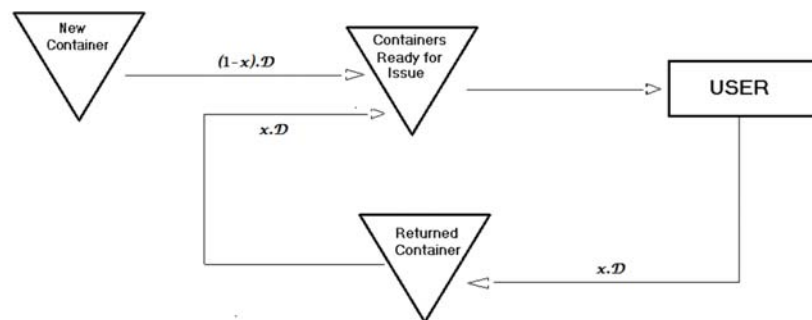 New
Container
(1-x).D
Containers
Ready for
Issue
USER
x.D
Returned
Container
x.D